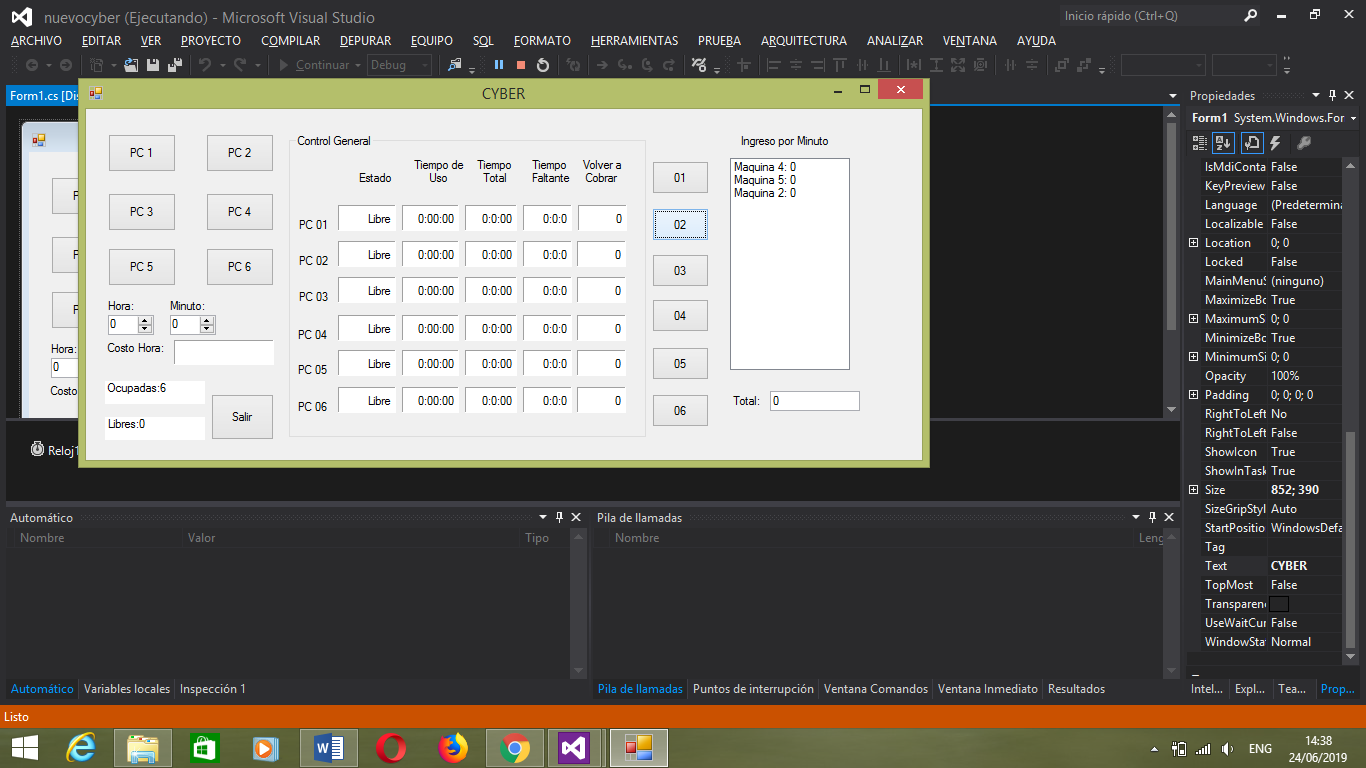 nuevocyber (Ejecutando) - Microsoft Visual Studio
Inicio rápido (Ctrl+Q)
ARCHIVO EDITAR VER PROYECTO COMPILAR DEPURAR EQUIPO SQL FORMATO HERRAMIENTAS PRUEBA ARQUITECTURA ANALIZAR VENTANA AYUDA
Continuar Debug
Form1.cs [Dis
CYBER
PC 1 PC 2
PC 3 PC 4
PC 5 PC 6
Hora: Minuto:
0 0
Costo Hora:
Ocupadas:6
Libres:0
Salir
Control General
Estado Tiempo de Uso Tiempo Total Tiempo Faltante Volver a Cobrar
PC 01 Libre 0:00:00 0:0:00 0:0:0 0
PC 02 Libre 0:00:00 0:0:00 0:0:0 0
PC 03 Libre 0:00:00 0:0:00 0:0:0 0
PC 04 Libre 0:00:00 0:0:00 0:0:0 0
PC 05 Libre 0:00:00 0:0:00 0:0:0 0
PC 06 Libre 0:00:00 0:0:00 0:0:0 0
01
02
03
04
05
06
Ingreso por Minuto
Maquina 4: 0
Maquina 5: 0
Maquina 2: 0
Total: 0
Hora:
0
Costo
Reloj1
Propiedades
Form1 System.Windows.For
IsMdiConta False
KeyPreview False
Language (Predetermina
Localizable False
Location 0; 0
Locked False
MainMenuS (ninguno)
MaximizeBo True
MaximumS 0; 0
MinimizeBo True
MinimumSi 0; 0
Opacity 100%
Padding 0; 0; 0; 0
RightToLeft No
RightToLeft False
ShowIcon True
ShowInTask True
Size 852; 390
SizeGripStyl Auto
StartPositio WindowsDefa
Tag
Text CYBER
TopMost False
Transparen
UseWaitCur False
WindowStat Normal
Intel... Expl... Tea... Prop...
Automático
Nombre Valor Tipo
Automático Variables locales Inspección 1
Pila de llamadas
Nombre Leng
Pila de llamadas Puntos de interrupción Ventana Comandos Ventana Inmediato Resultados
Listo
ENG
14:38
24/06/2019